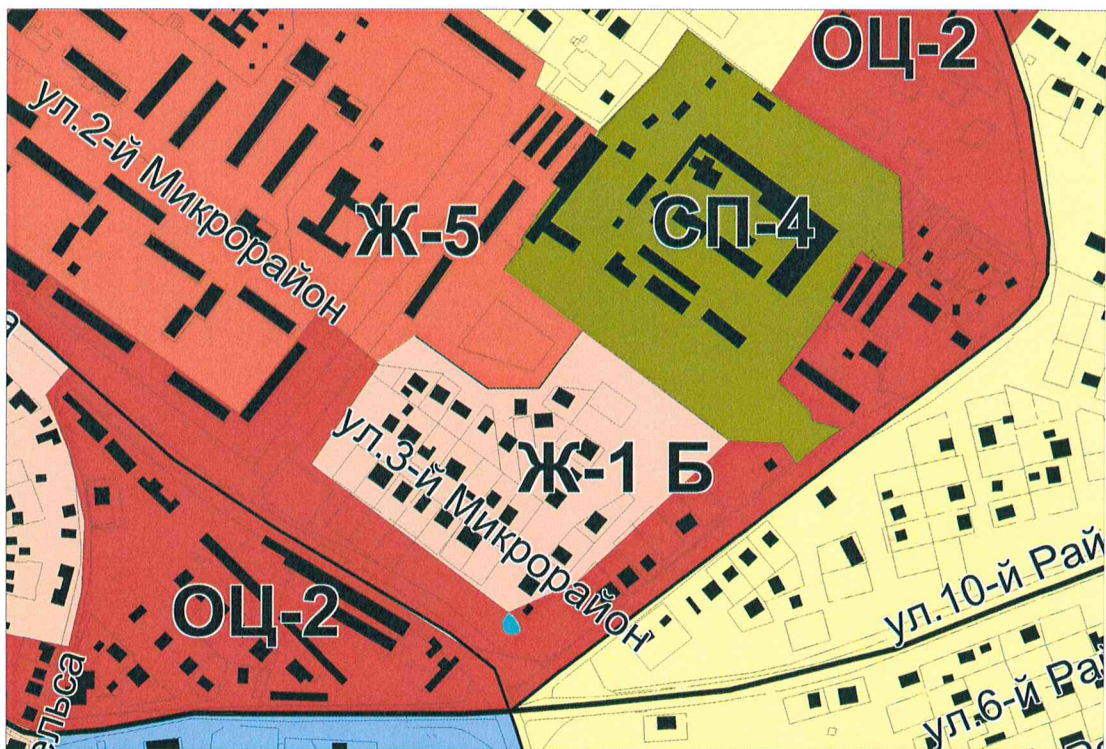 ОЦ-2
ул.2-й Микрорайон
Ж-5
СП-4
ул.3-й Микрорайон
Ж-1 Б
ОЦ-2
ул. 10-й Рай
ул.6-й Рай
ельса